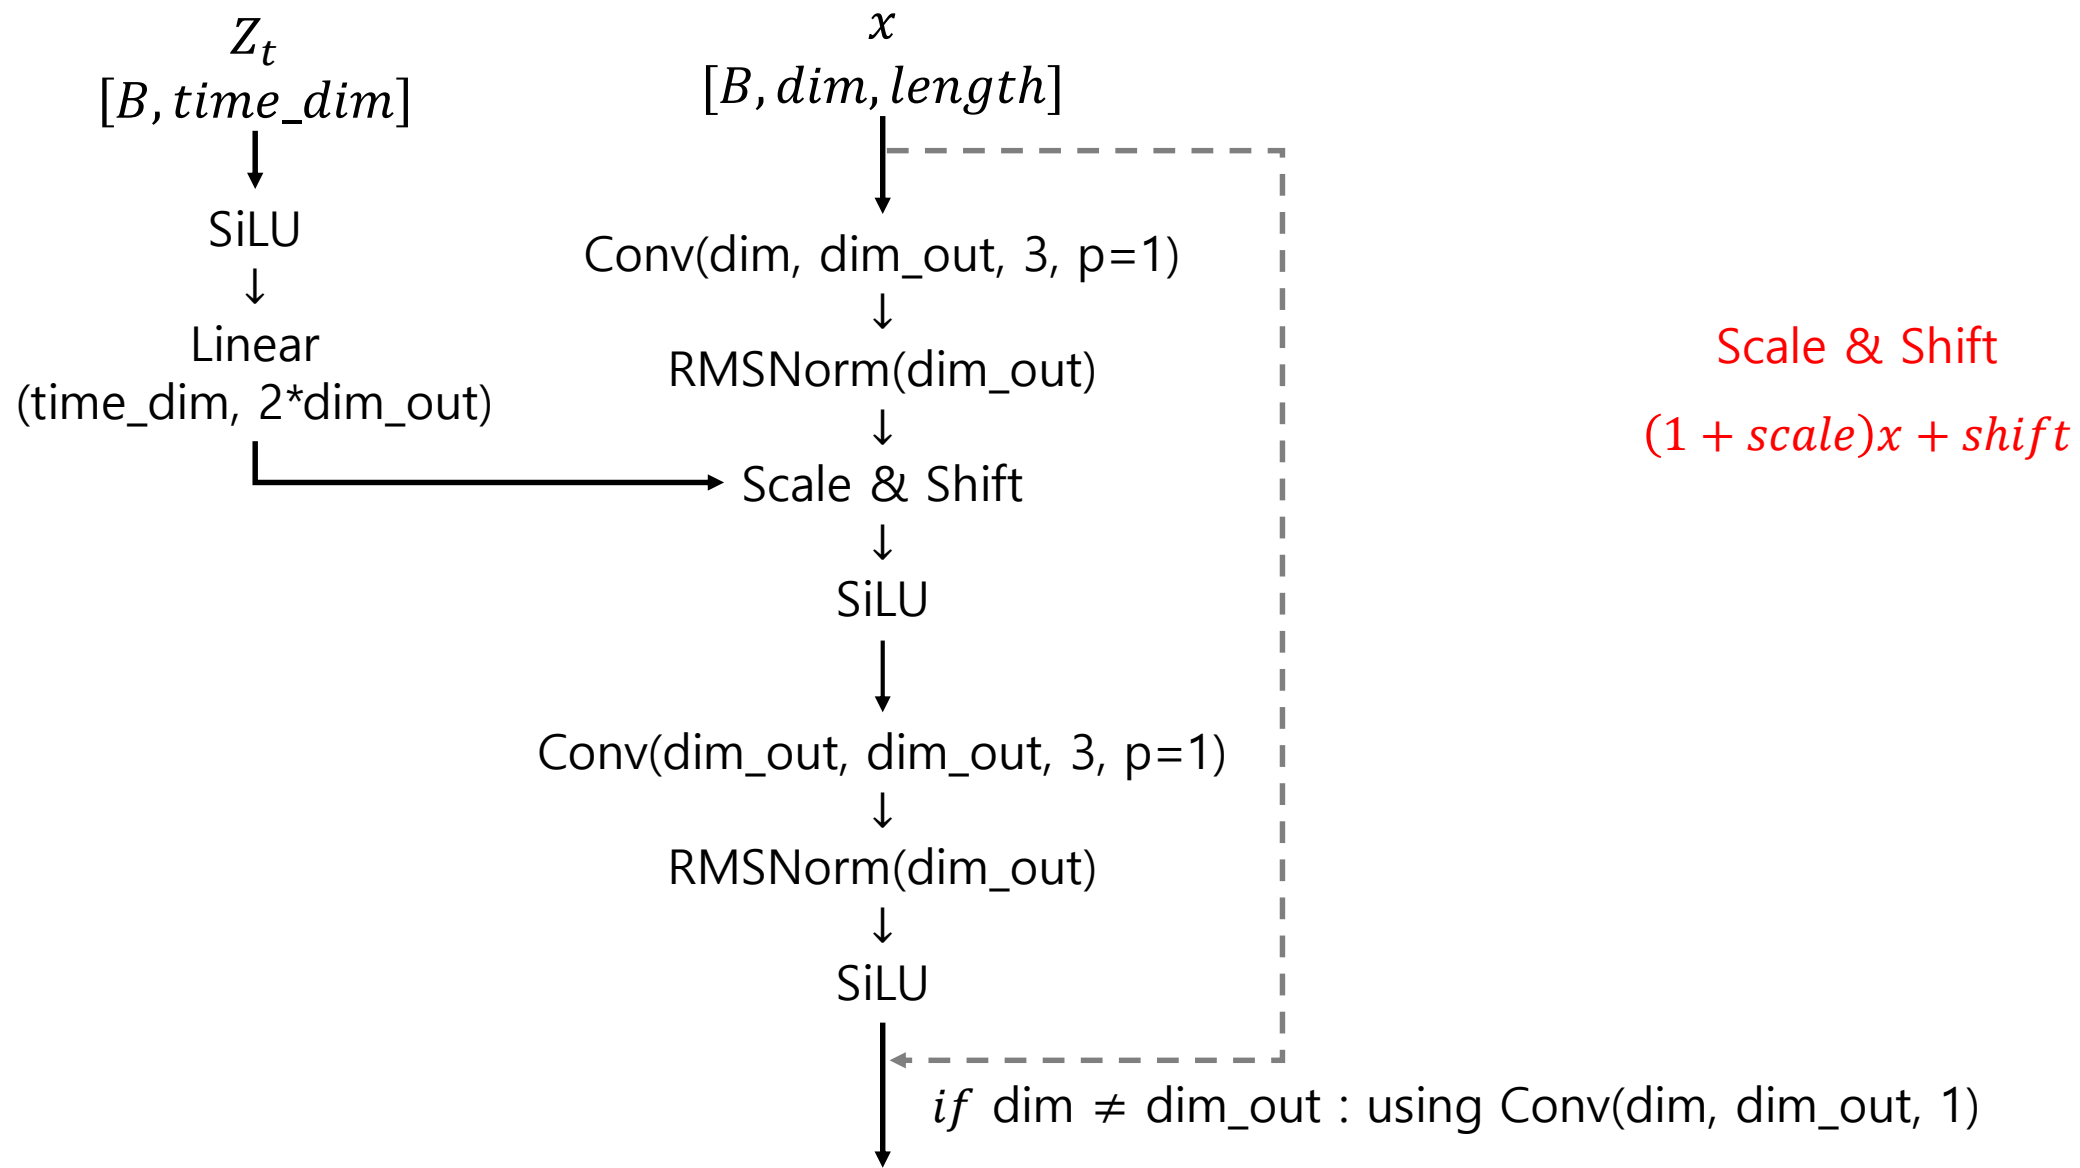 Z_t
[B, time_dim]
SiLU
↓
Linear
(time_dim, 2*dim_out)
x
[B, dim, length]
Conv(dim, dim_out, 3, p=1)
↓
RMSNorm(dim_out)
↓
Scale & Shift
↓
SiLU
Conv(dim_out, dim_out, 3, p=1)
↓
RMSNorm(dim_out)
↓
SiLU
if dim ≠ dim_out : using Conv(dim, dim_out, 1)
Scale & Shift
(1 + scale)x + shift